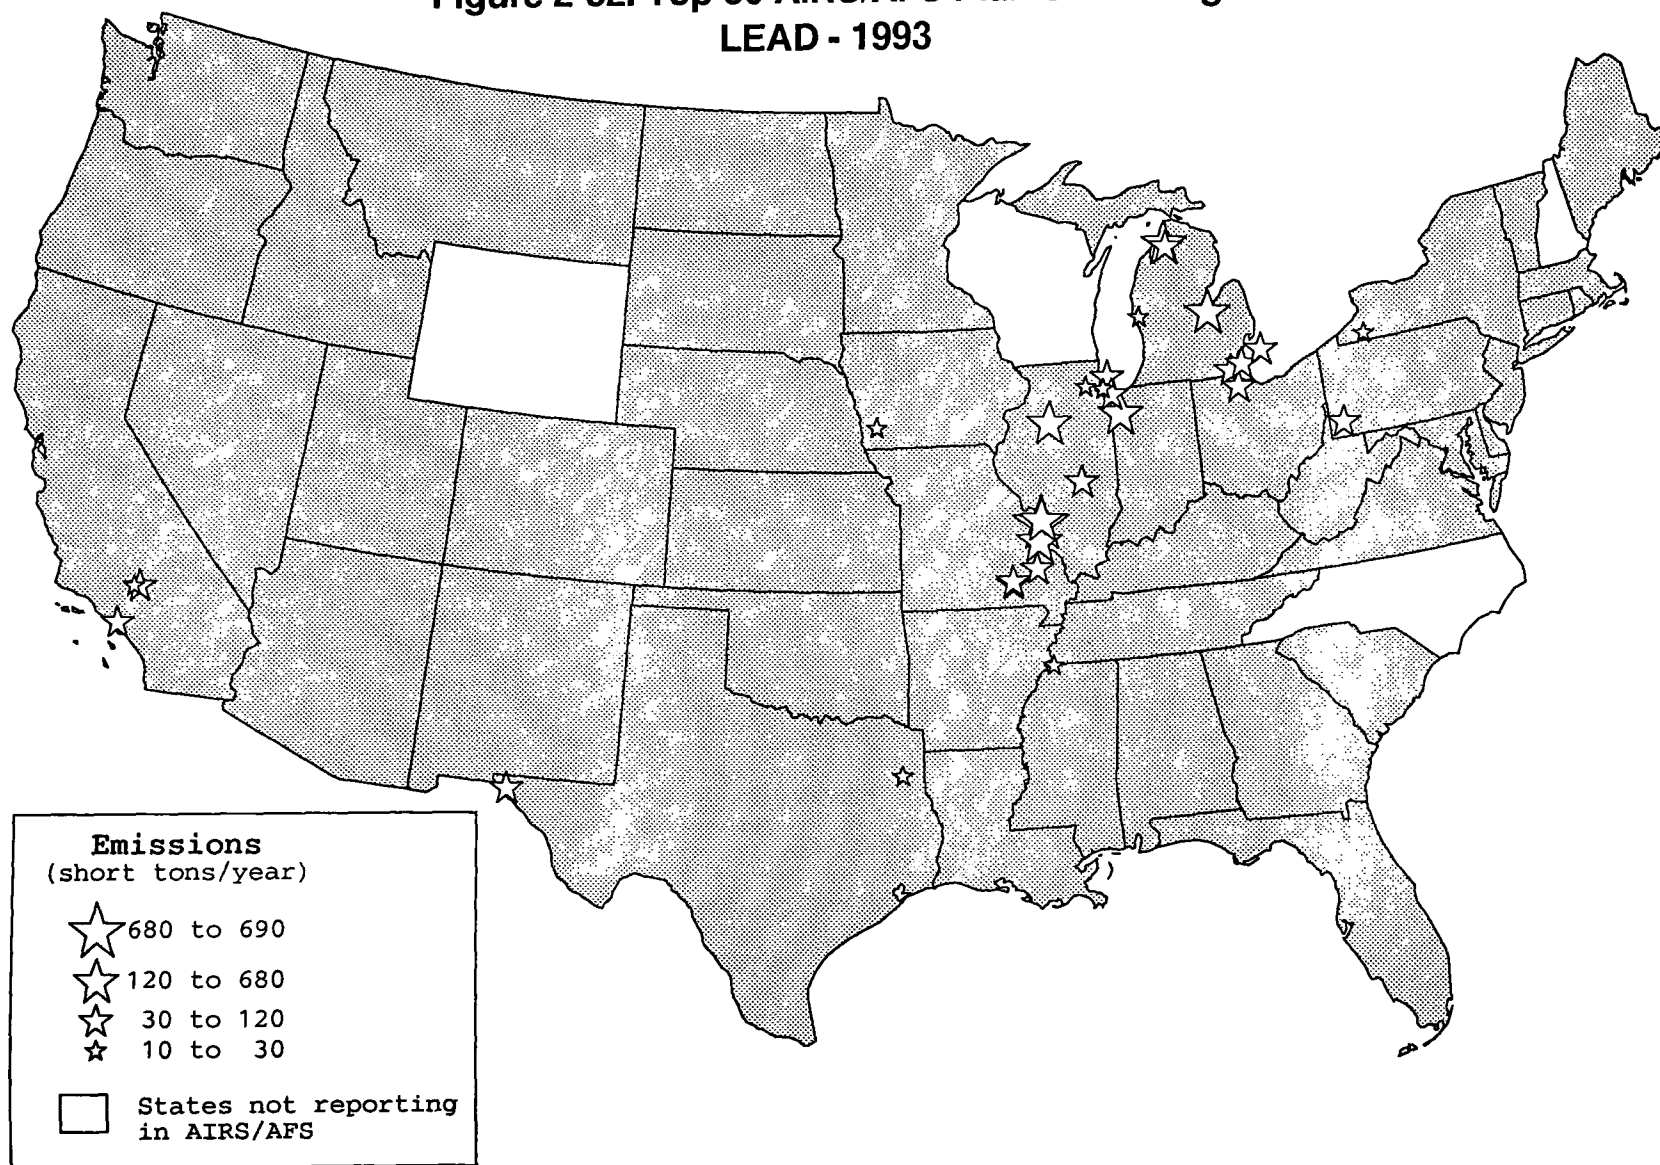 LEAD - 1993
Emissions
(short tons/year)
680 to 690
120 to 680
30 to 120
10 to 30
States not reporting
in AIRS/AFS